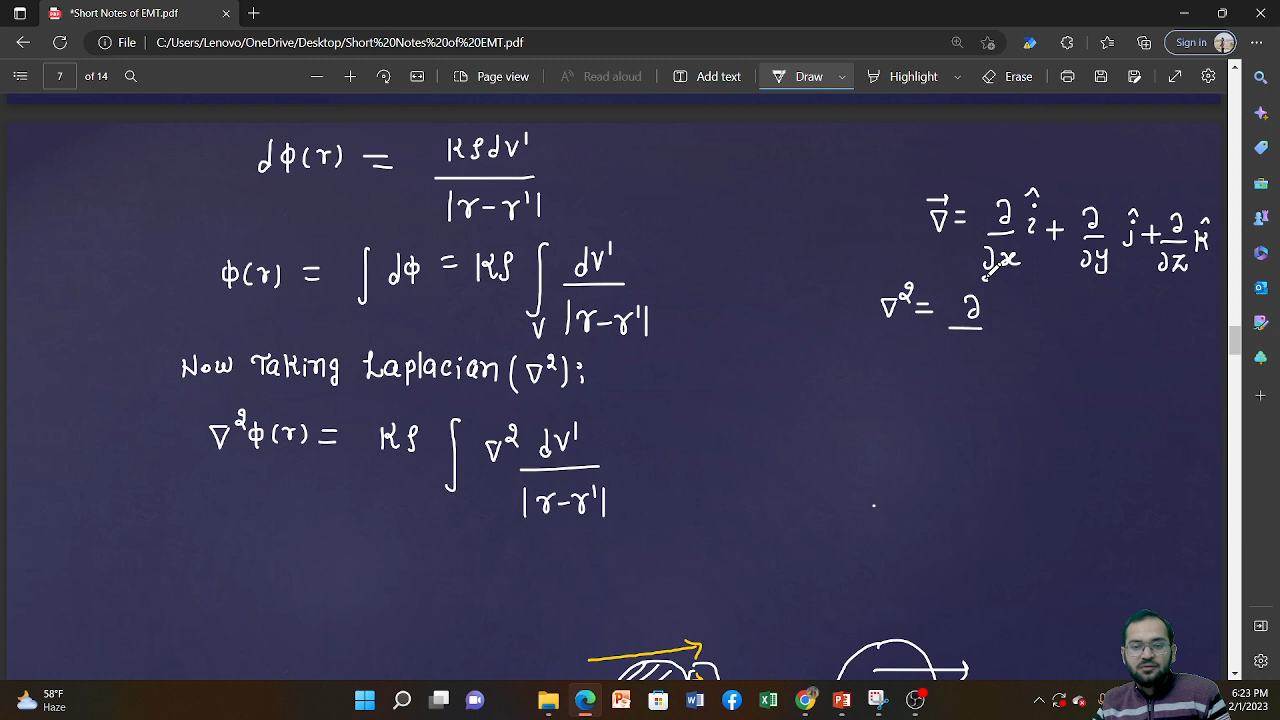 *Short Notes of EMT.pdf
File C:/Users/Lenovo/OneDrive/Desktop/Short%20Notes%20of%20EMT.pdf Sign in
7 of 14 Page view Read aloud Add text Draw Highlight Erase
dϕ(r) = Kρdv' / |r-r'|
∇ = ∂/∂x î + ∂/∂y ĵ + ∂/∂z k̂
ϕ(r) = ∫ dϕ = Kρ ∫v dv' / |r-r'|
∇² = ∂
Now Taking Laplacian (∇²):
∇²ϕ(r) = Kρ ∫ ∇² dv' / |r-r'|
58°F
Haze
6:23 PM
2/1/2023